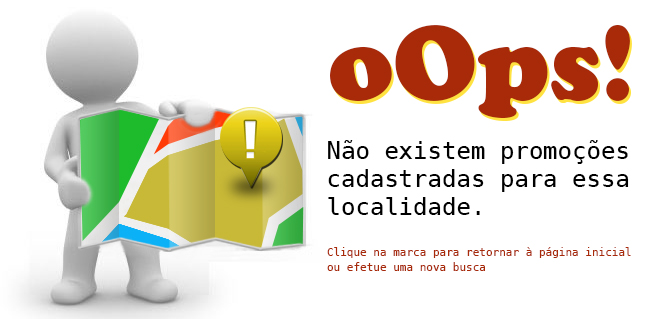 oOps!
Não existem promoções
cadastradas para essa
localidade.
Clique na marca para retornar à página inicial
ou efetue uma nova busca